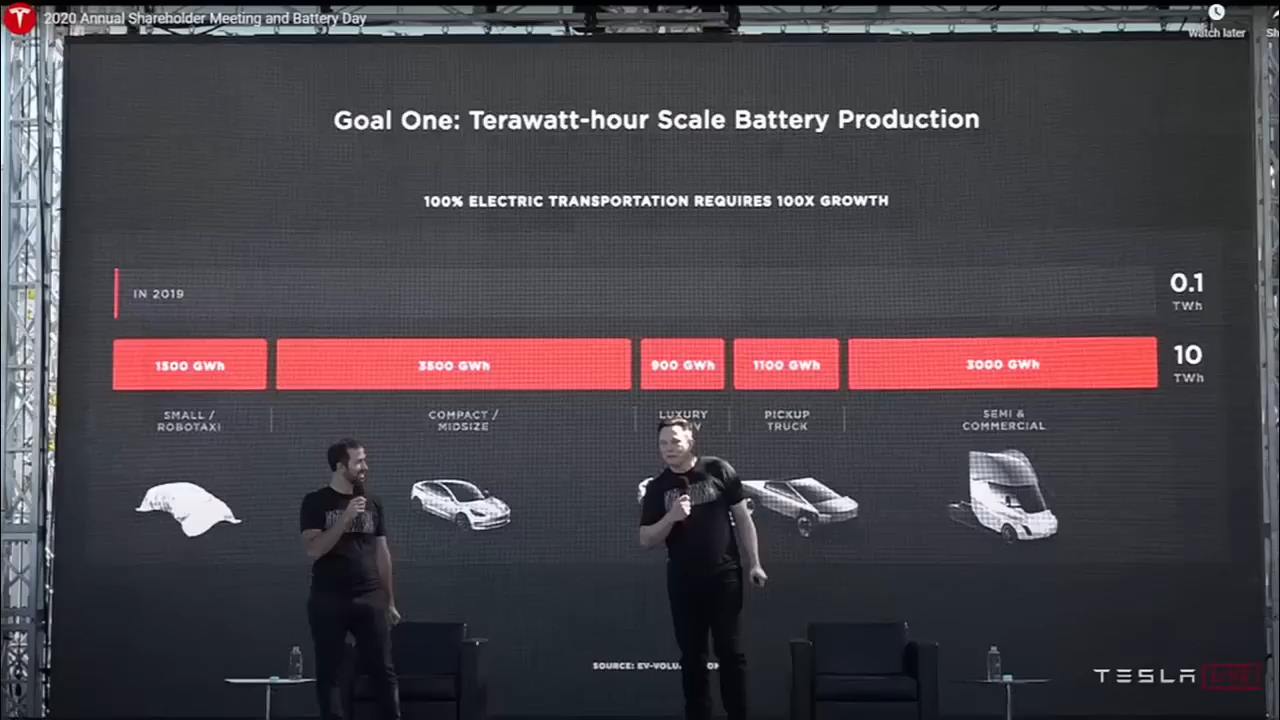 2020 Annual Shareholder Meeting and Battery Day
Watch later
Goal One: Terawatt-hour Scale Battery Production
100% ELECTRIC TRANSPORTATION REQUIRES 100X GROWTH
IN 2019
0.1
TWh
1500 GWh
3500 GWh
900 GWh
1100 GWh
3000 GWh
10
TWh
SMALL /
ROBOTAXI
COMPACT /
MIDSIZE
LUXURY
PICKUP
TRUCK
SEMI &
COMMERCIAL
SOURCE:
TESLA LIVE